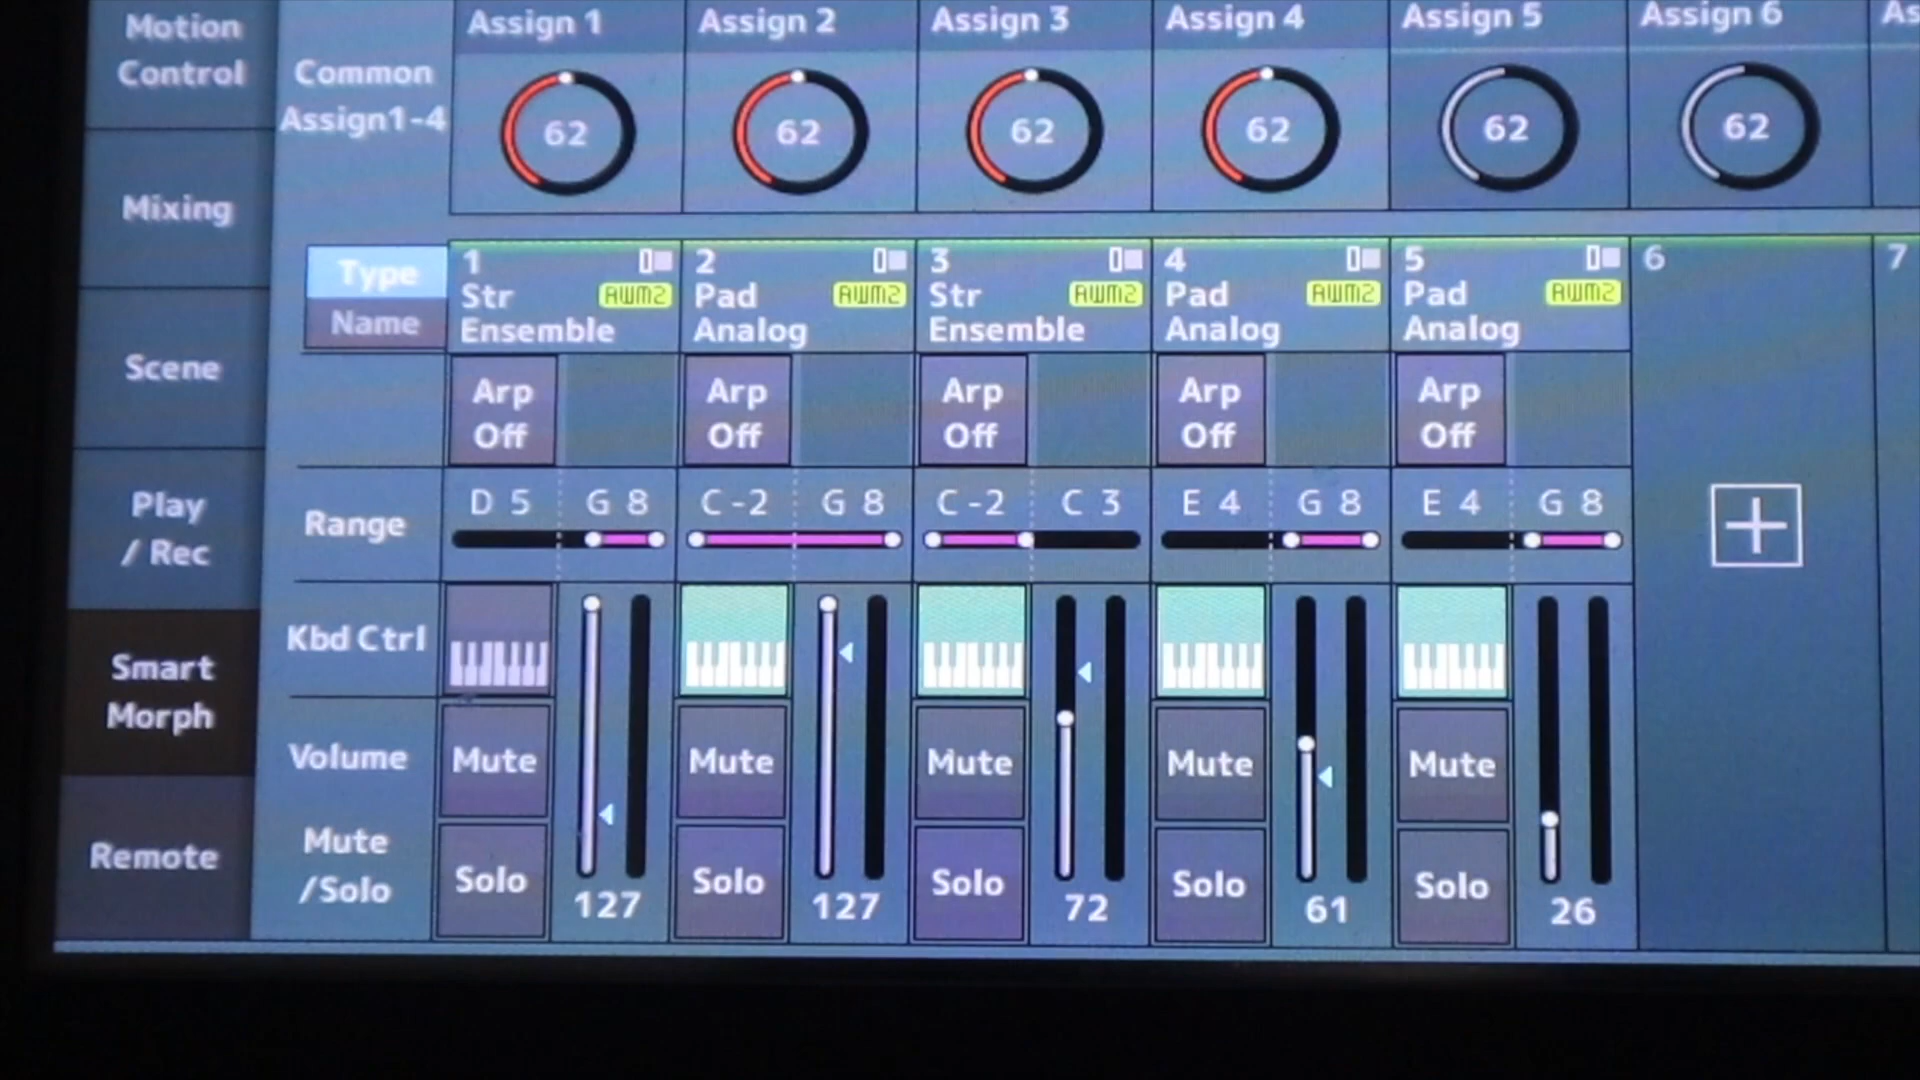 Motion
Control
Common
Assign1-4
Assign 1
Assign 2
Assign 3
Assign 4
Assign 5
Assign 6
As
62
62
62
62
62
62
Mixing
Scene
Play
/ Rec
Smart
Morph
Remote
Type
Name
1
Str
Ensemble
AWM2
2
Pad
Analog
AWM2
3
Str
Ensemble
AWM2
4
Pad
Analog
AWM2
5
Pad
Analog
AWM2
6
7
Arp
Off
Arp
Off
Arp
Off
Arp
Off
Arp
Off
Range
D 5 G 8
C -2 G 8
C -2 C 3
E 4 G 8
E 4 G 8
Kbd Ctrl
Volume
Mute
/Solo
Mute
Mute
Mute
Mute
Mute
Solo
Solo
Solo
Solo
Solo
127
127
72
61
26